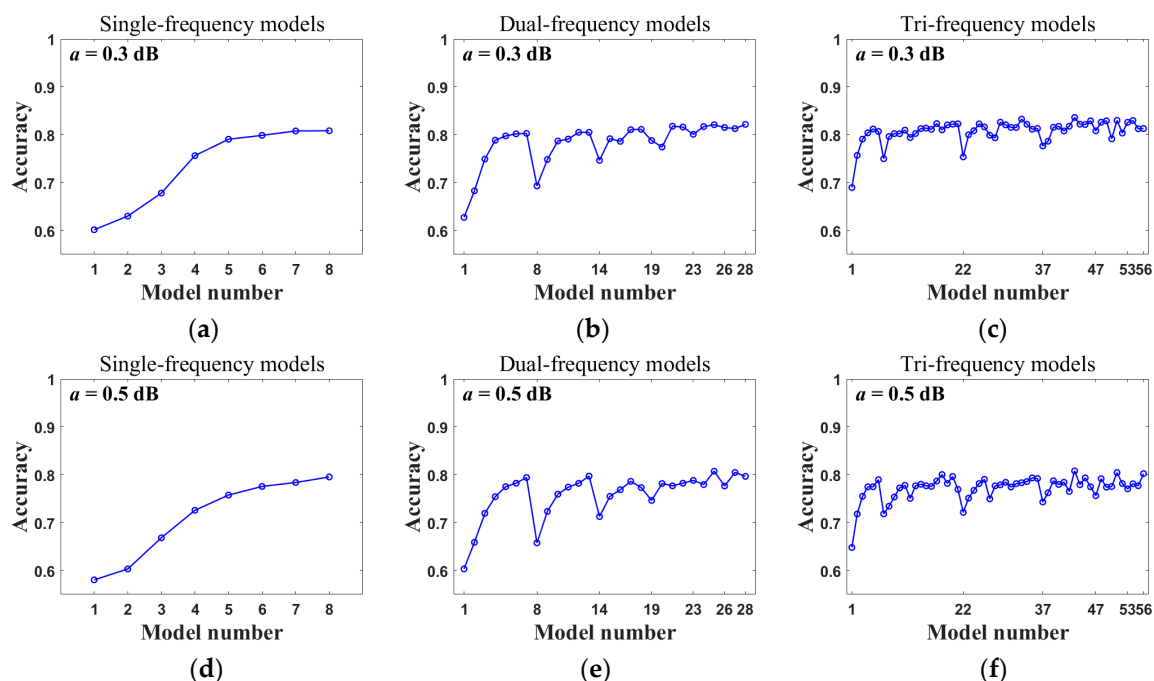 Single-frequency models
a = 0.3 dB
1
0.9
0.8
0.7
0.6
Accuracy
1 2 3 4 5 6 7 8
Model number
(a)
Dual-frequency models
a = 0.3 dB
1
0.9
0.8
0.7
0.6
Accuracy
1 8 14 19 23 26 28
Model number
(b)
Tri-frequency models
a = 0.3 dB
1
0.9
0.8
0.7
0.6
Accuracy
1 22 37 47 53 56
Model number
(c)
Single-frequency models
a = 0.5 dB
1
0.9
0.8
0.7
0.6
Accuracy
1 2 3 4 5 6 7 8
Model number
(d)
Dual-frequency models
a = 0.5 dB
1
0.9
0.8
0.7
0.6
Accuracy
1 8 14 19 23 26 28
Model number
(e)
Tri-frequency models
a = 0.5 dB
1
0.9
0.8
0.7
0.6
Accuracy
1 22 37 47 53 56
Model number
(f)